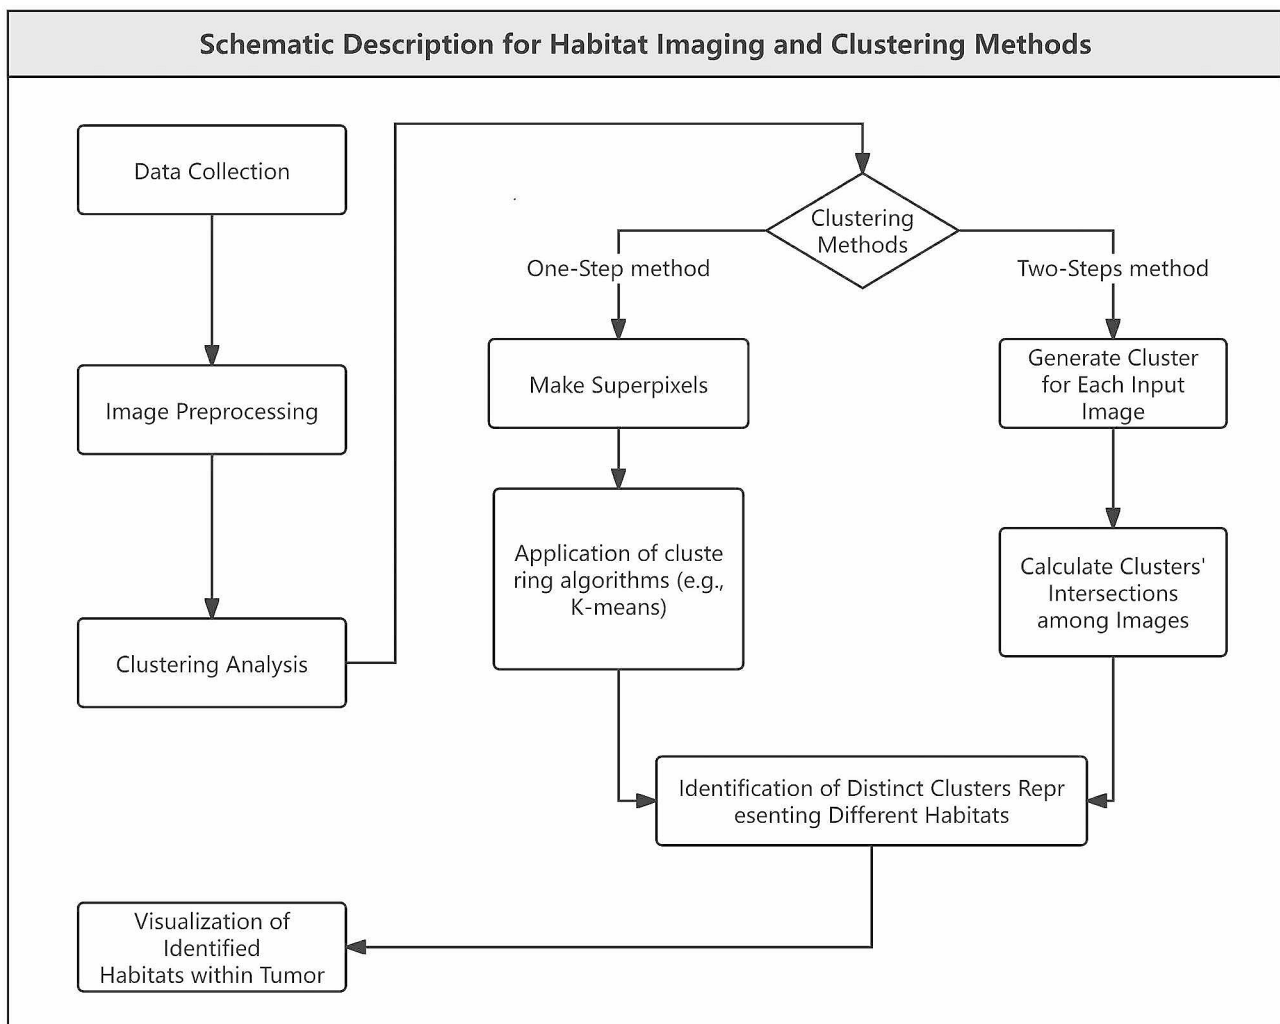 Schematic Description for Habitat Imaging and Clustering Methods
Data Collection
Image Preprocessing
Clustering Analysis
Clustering
Methods
One-Step method
Two-Steps method
Make Superpixels
Generate Cluster
for Each Input
Image
Application of cluste
ring algorithms (e.g.,
K-means)
Calculate Clusters'
Intersections
among Images
Identification of Distinct Clusters Repr
esenting Different Habitats
Visualization of
Identified
Habitats within Tumor